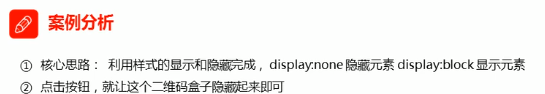 案例分析
① 核心思路： 利用样式的显示和隐藏完成， display:none 隐藏元素 display:block 显示元素
② 点击按钮，就让这个二维码盒子隐藏起来即可